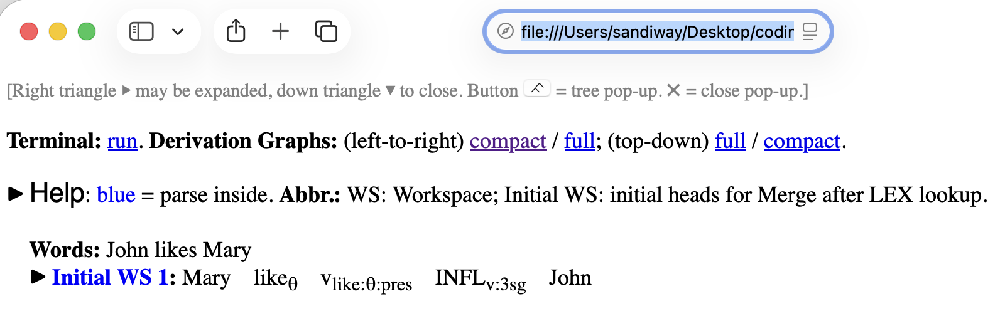 file:///Users/sandiway/Desktop/codin
[Right triangle ▶ may be expanded, down triangle ▼ to close. Button = tree pop-up. ✕ = close pop-up.]
Terminal: run. Derivation Graphs: (left-to-right) compact / full; (top-down) full / compact.
▶ Help: blue = parse inside. Abbr.: WS: Workspace; Initial WS: initial heads for Merge after LEX lookup.
Words: John likes Mary
▶ Initial WS 1: Mary likeθ vlike:θ:pres INFLv:3sg John